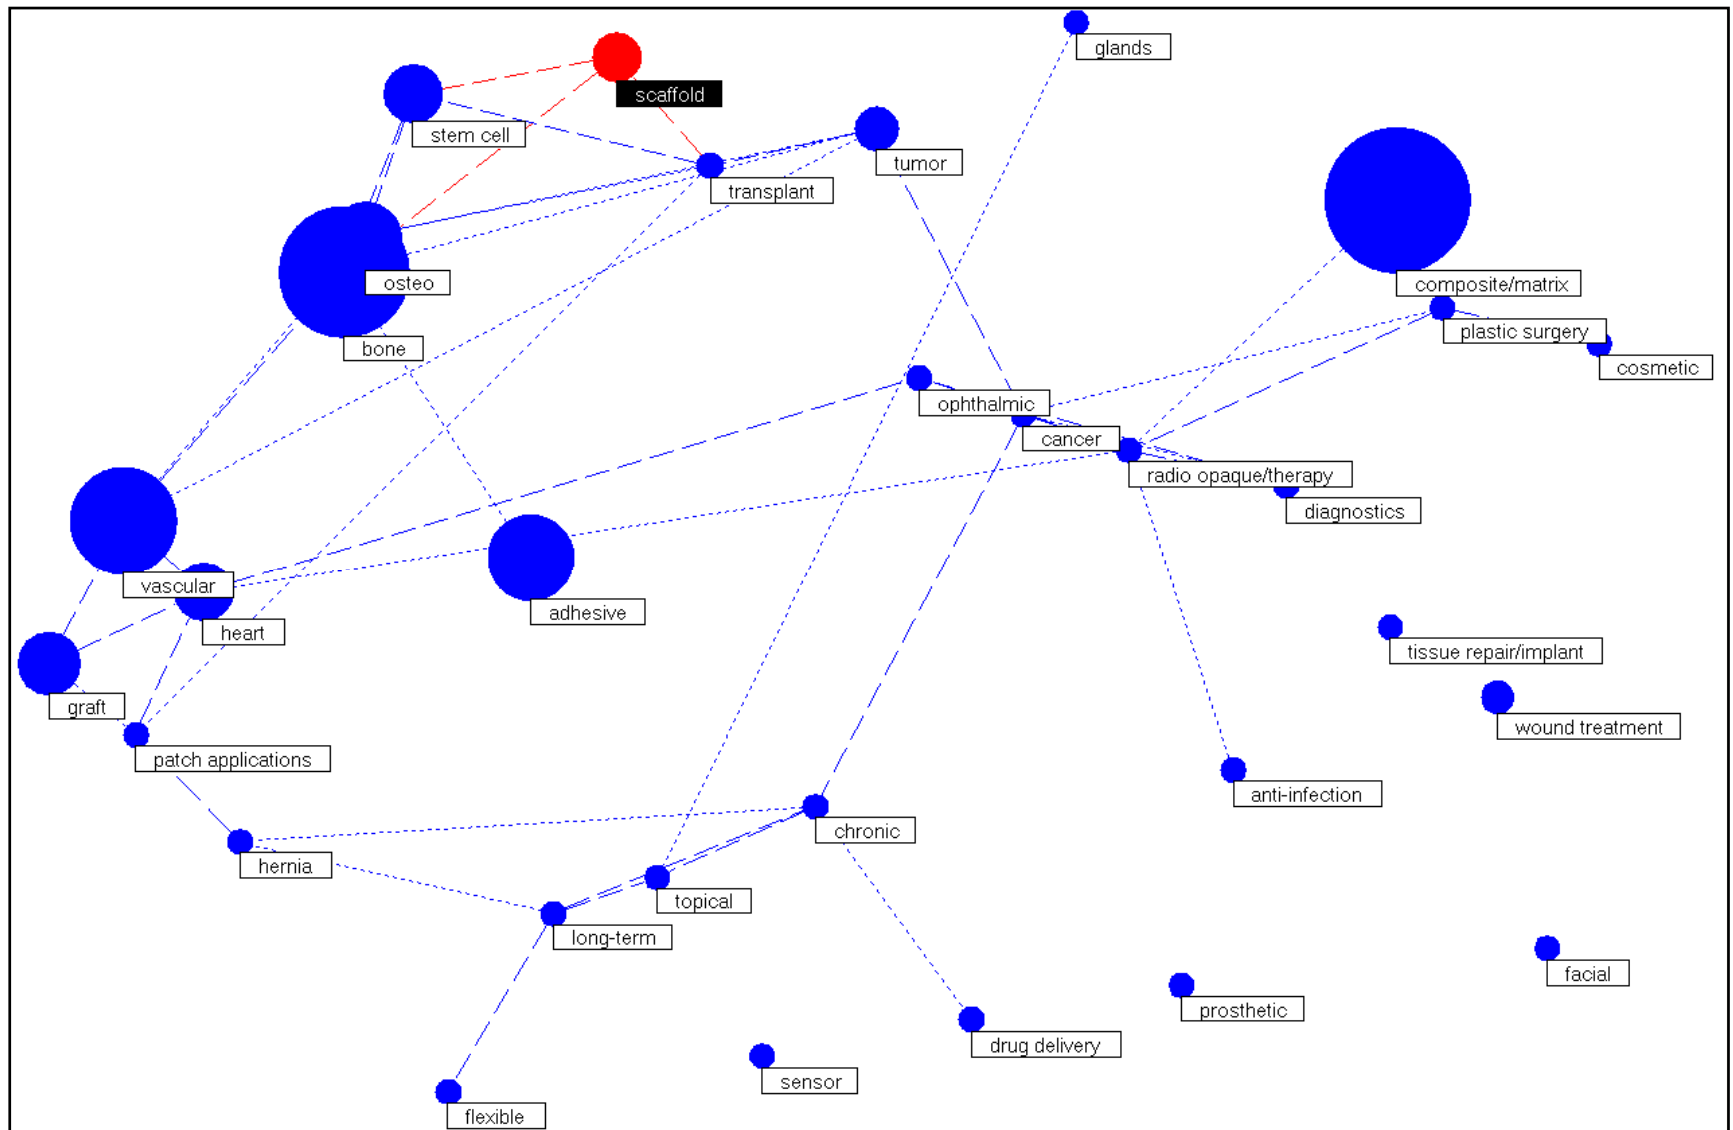 glands
scaffold
stem cell
tumor
transplant
osteo
composite/matrix
plastic surgery
bone
cosmetic
ophthalmic
cancer
radio opaque/therapy
diagnostics
vascular
adhesive
heart
tissue repair/implant
graft
wound treatment
patch applications
anti-infection
chronic
hernia
topical
long-term
facial
prosthetic
drug delivery
sensor
flexible